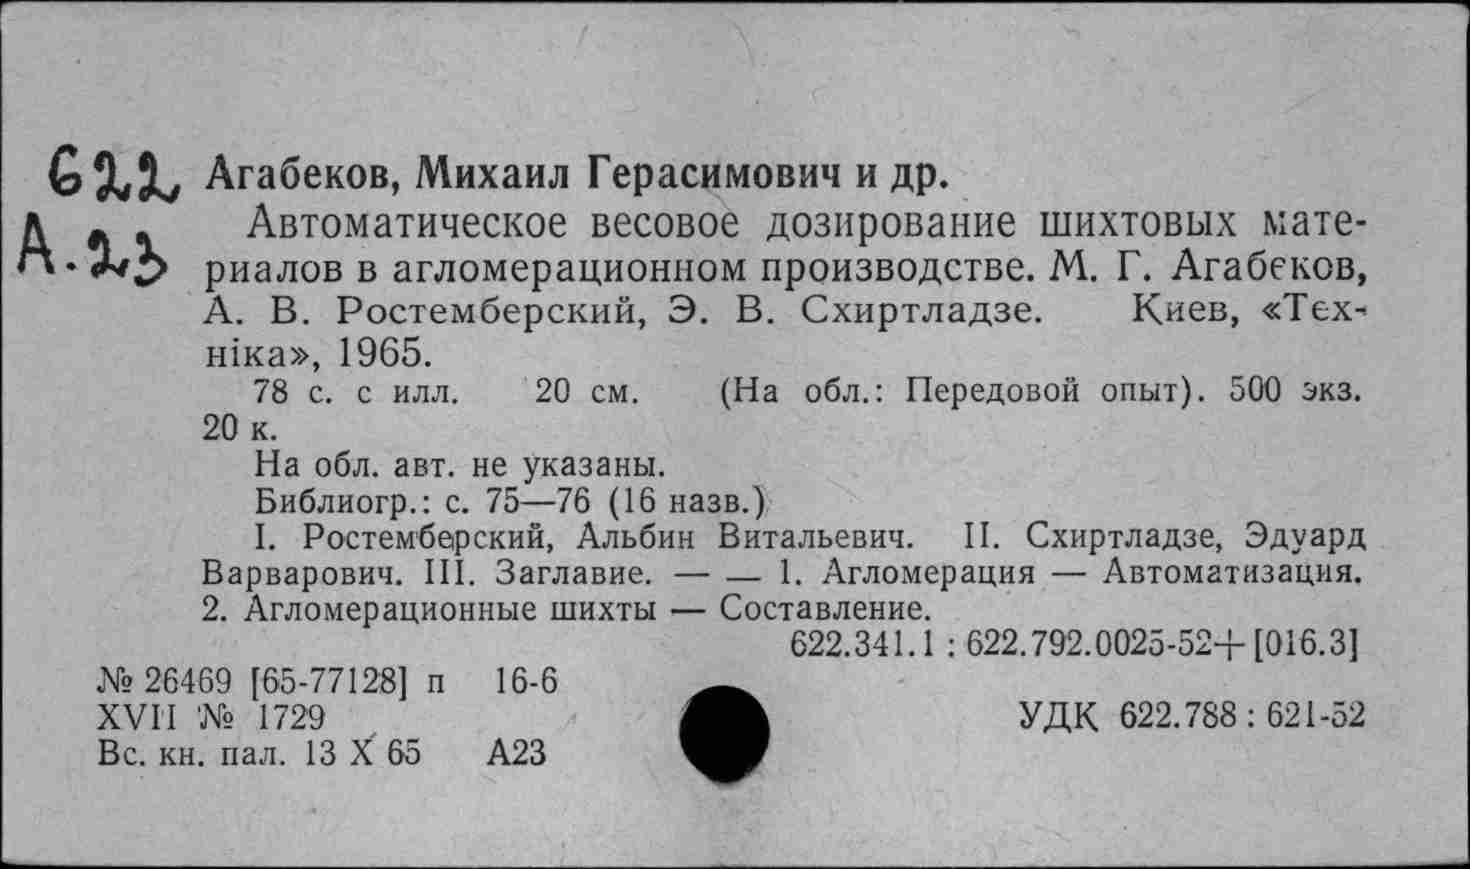 622 Агабеков, Михаил Герасимович и др.
А.23 Автоматическое весовое дозирование шихтовых мате-
риалов в агломерационном производстве. М. Г. Агабеков,
А. В. Ростемберский, Э. В. Схиртладзе. Киев, «Тех-
ніка», 1965.
78 с. с илл. 20 см. (На обл.: Передовой опыт). 500 экз.
20 к.
На обл. авт. не указаны.
Библиогр.: с. 75—76 (16 назв.)
I. Ростемберский, Альбин Витальевич. II. Схиртладзе, Эдуард
Варварович. III. Заглавие. — — 1. Агломерация — Автоматизация.
2. Агломерационные шихты — Составление.
622.341.1 : 622.792.0025-52+[016.3]
№ 26469 [65-77128] п 16-6
XVII № 1729 УДК 622.788 : 621-52
Вс. кн. пал. 13 X 65 А23